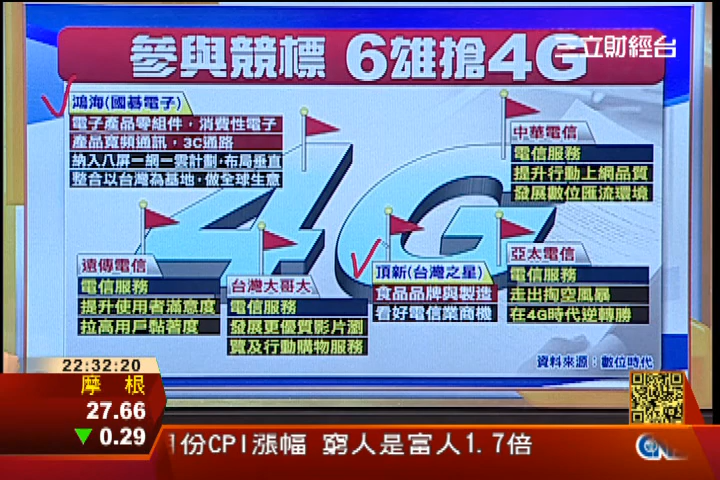 參與競標 6雄搶4G
三立財經台
鴻海(國碁電子)
電子產品零組件，消費性電子
產品寬頻通訊，3C通路
納入八屏一網一雲計劃，布局垂直
整合以台灣為基地，做全球生意
中華電信
電信服務
提升行動上網品質
發展數位匯流環境
4G
遠傳電信
電信服務
提升使用者滿意度
拉高用戶黏著度
台灣大哥大
電信服務
發展更優質影片瀏
覽及行動購物服務
頂新(台灣之星)
食品品牌與製造
看好電信業商機
亞太電信
電信服務
走出掏空風暴
在4G時代逆轉勝
資料來源：數位時代
22:32:20
摩 根
27.66
▼0.29
月份CPI漲幅 窮人是富人1.7倍